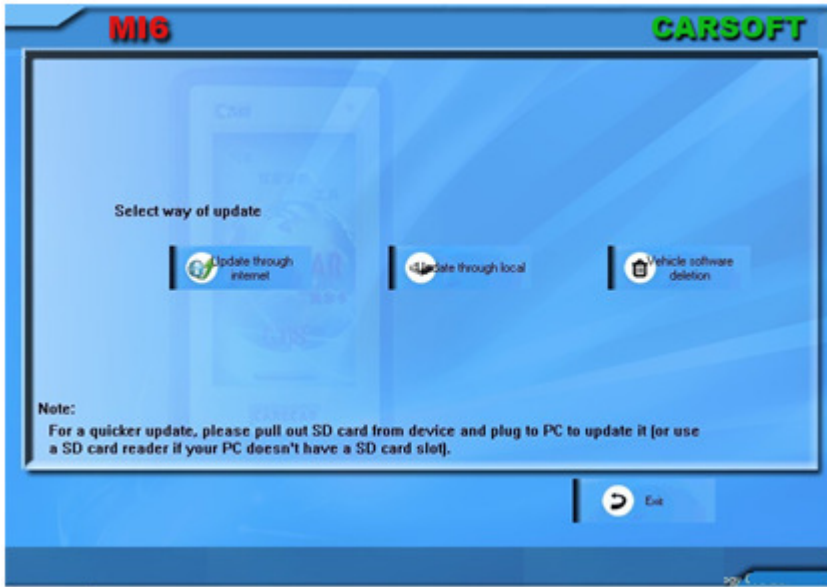 MI6
CARSOFT
Select way of update
Update through
internet
Update through local
Vehicle software
deletion
Note:
For a quicker update, please pull out SD card from device and plug to PC to update it (or use
a SD card reader if your PC doesn't have a SD card slot).
Exit